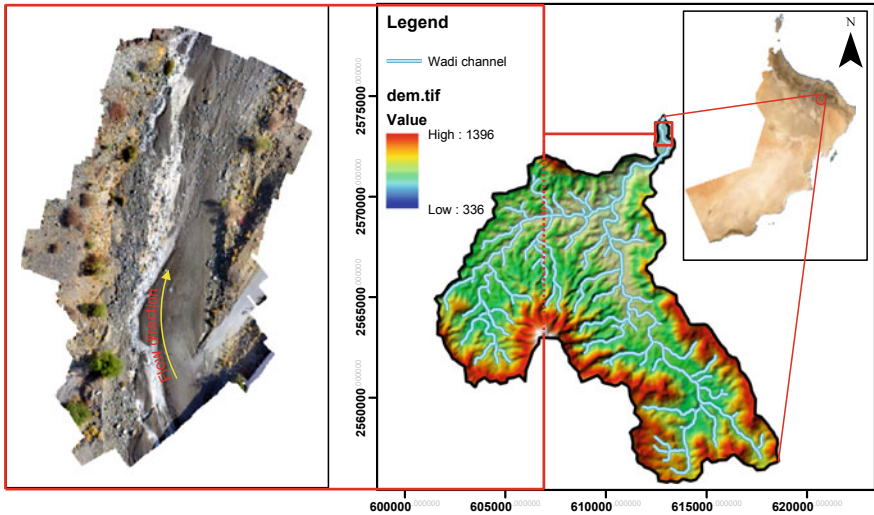 Flow direction
Legend
Wadi channel
dem.tif
Value
High : 1396
Low : 336
N
2575000.000000
2570000.000000
2565000.000000
2560000.000000
600000.000000
605000.000000
610000.000000
615000.000000
620000.000000